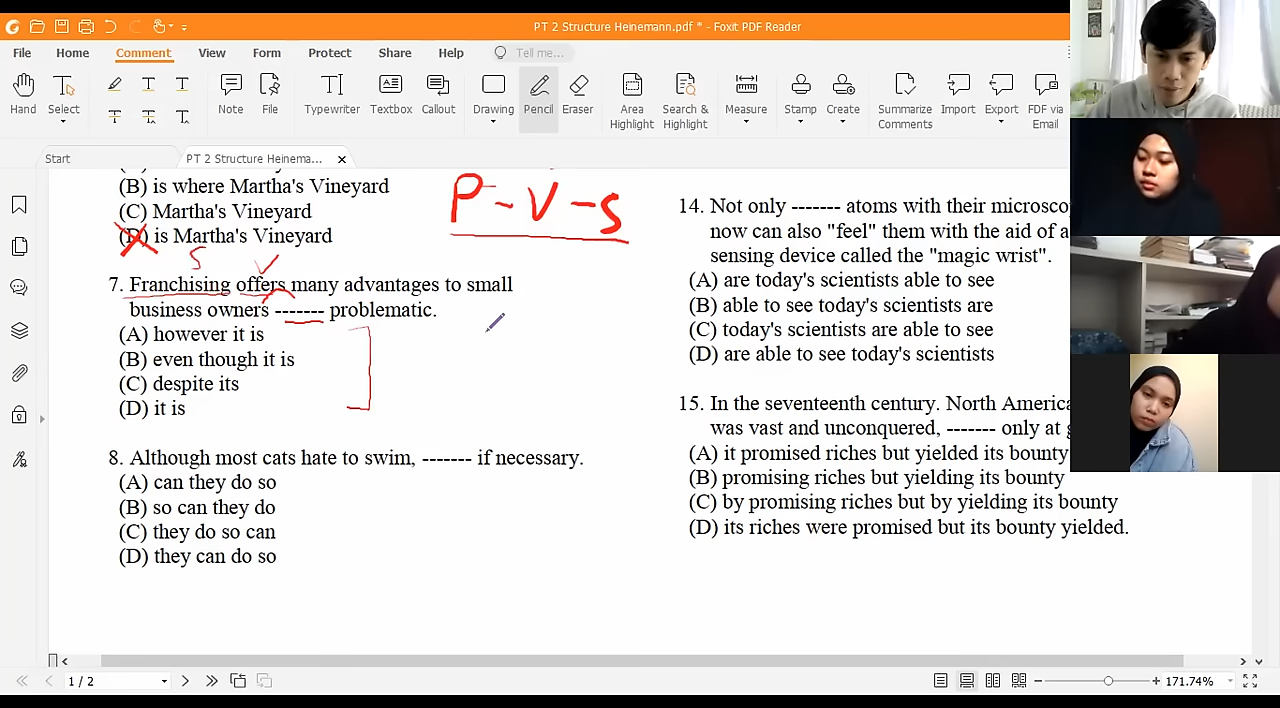 PT 2 Structure Heinemann.pdf * - Foxit PDF Reader
File Home Comment View Form Protect Share Help Tell me...
Hand Select Note File Typewriter Textbox Callout Drawing Pencil Eraser Area Highlight Search & Highlight Measure Stamp Create Summarize Comments Import Export FDF via Email
Start PT 2 Structure Heinema...
(B) is where Martha's Vineyard
(C) Martha's Vineyard
(D) is Martha's Vineyard
P - V - S
S V
7. Franchising offers many advantages to small
business owners ------- problematic.
(A) however it is
(B) even though it is
(C) despite its
(D) it is
8. Although most cats hate to swim, ------- if necessary.
(A) can they do so
(B) so can they do
(C) they do so can
(D) they can do so
14. Not only ------- atoms with their microsco
now can also "feel" them with the aid of a
sensing device called the "magic wrist".
(A) are today's scientists able to see
(B) able to see today's scientists are
(C) today's scientists are able to see
(D) are able to see today's scientists
15. In the seventeenth century. North America
was vast and unconquered, ------- only at g
(A) it promised riches but yielded its bounty
(B) promising riches but yielding its bounty
(C) by promising riches but by yielding its bounty
(D) its riches were promised but its bounty yielded.
1 / 2 171.74%